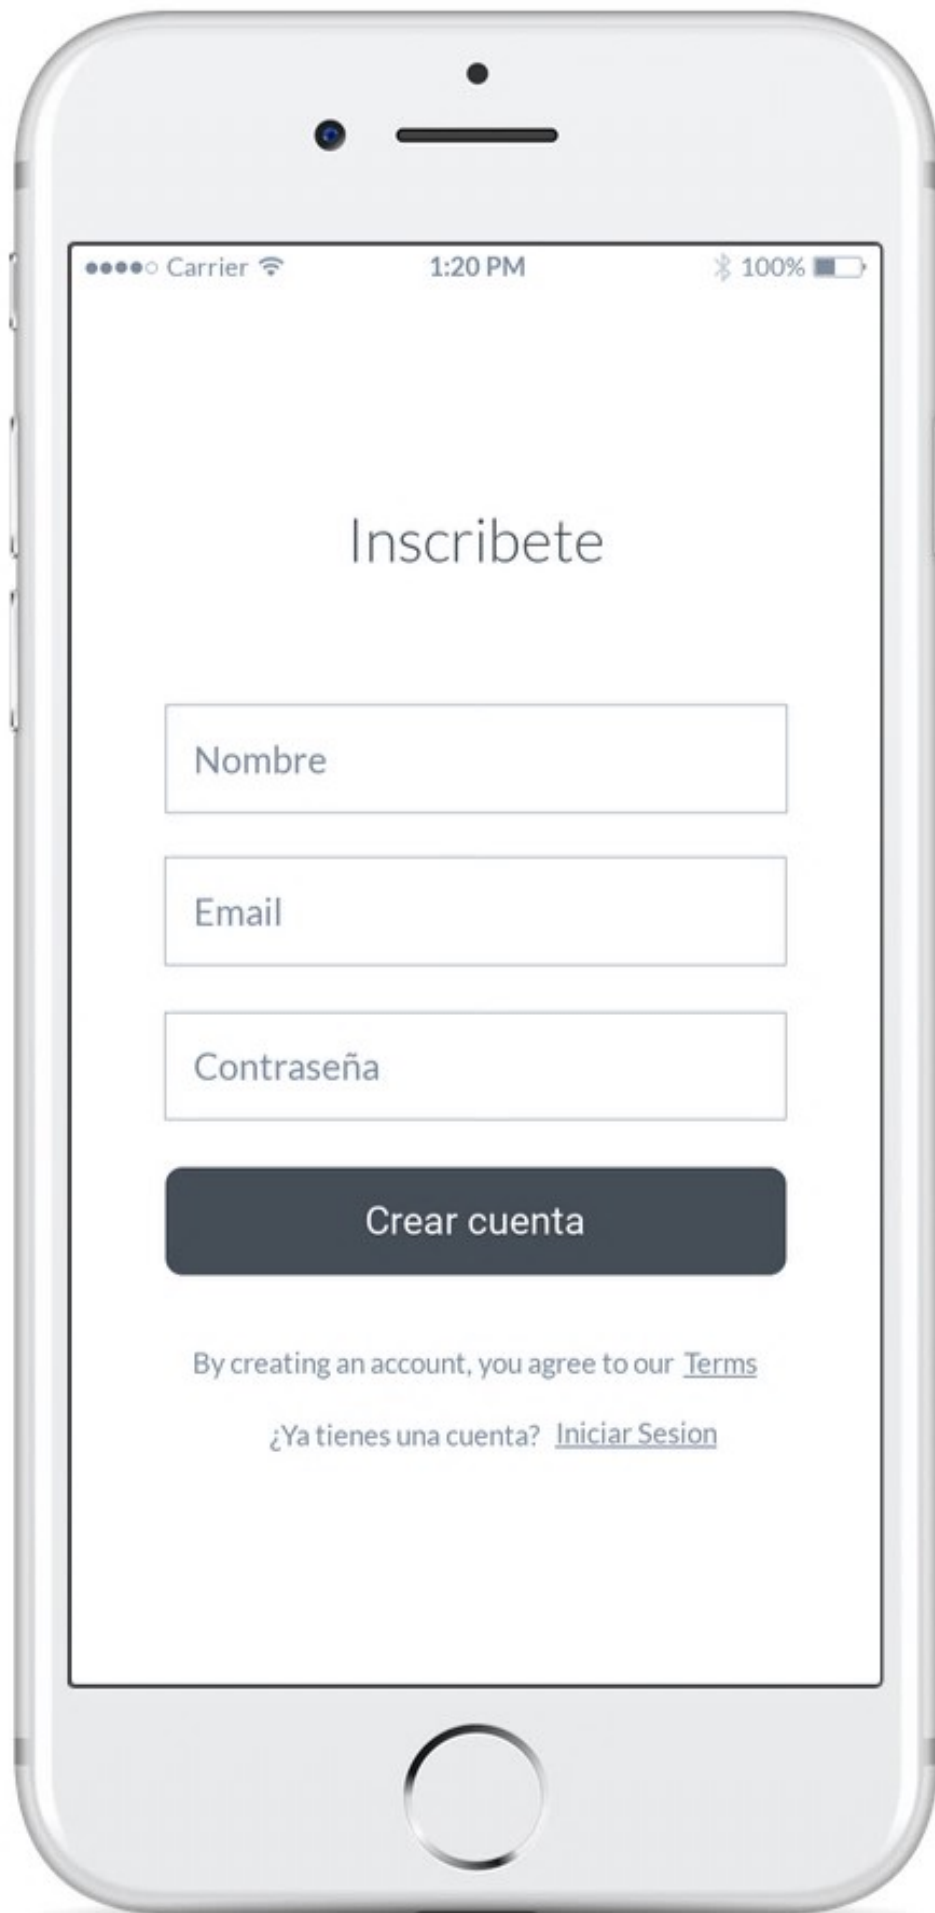 Carrier 1:20 PM 100%
Inscribete
Nombre
Email
Contraseña
Crear cuenta
By creating an account, you agree to our Terms
¿Ya tienes una cuenta? Iniciar Sesion